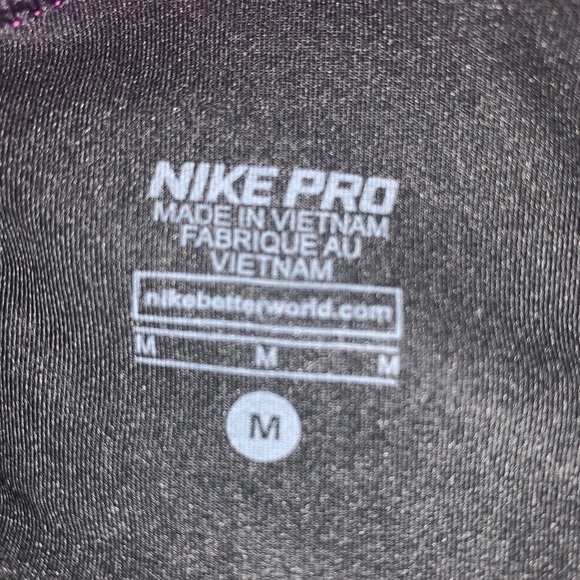 NIKE PRO
MADE IN VIETNAM
FABRIQUE AU
VIETNAM
nikebetterworld.com
M M M
M